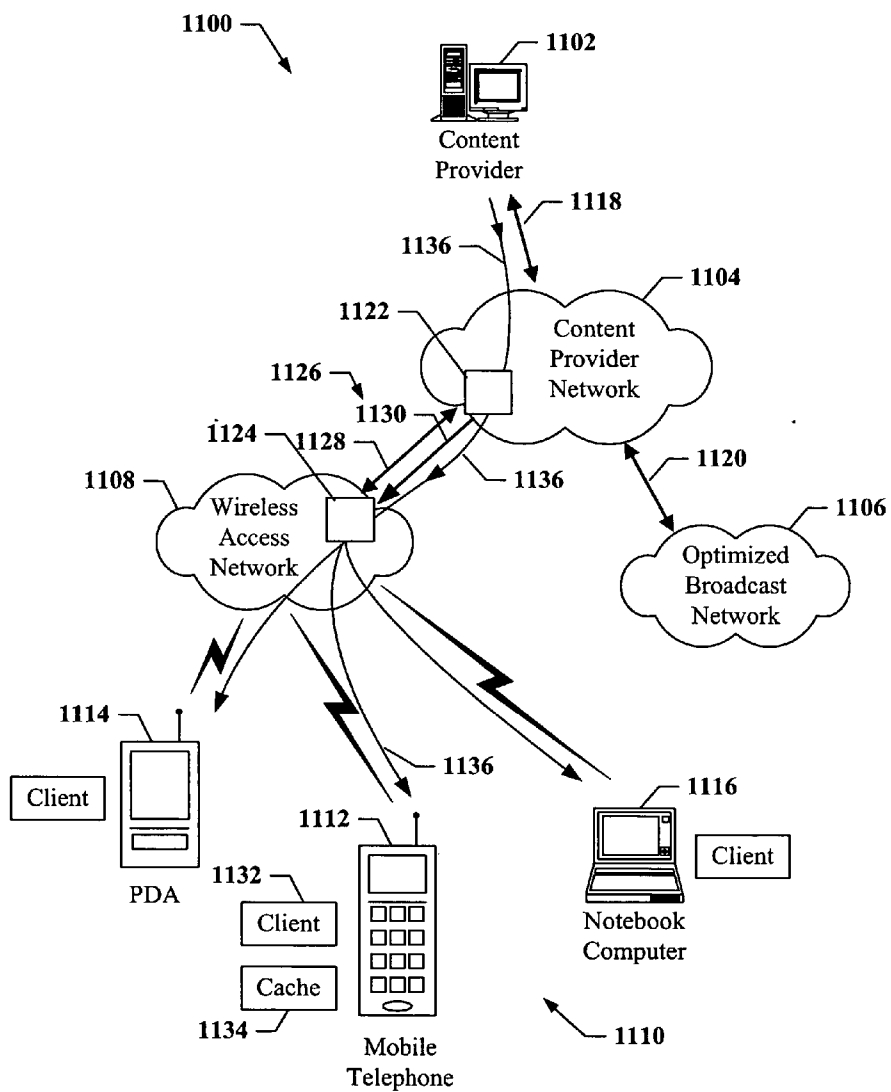 1100
1102
Content
Provider
1118
1136
1104
1122
Content
Provider
Network
1126
1130
1124
1128
1136
1120
1108
Wireless
Access
Network
1106
Optimized
Broadcast
Network
1114
1136
Client
1112
1116
Client
PDA
1132
Client
Notebook
Computer
Cache
1134
1110
Mobile
Telephone